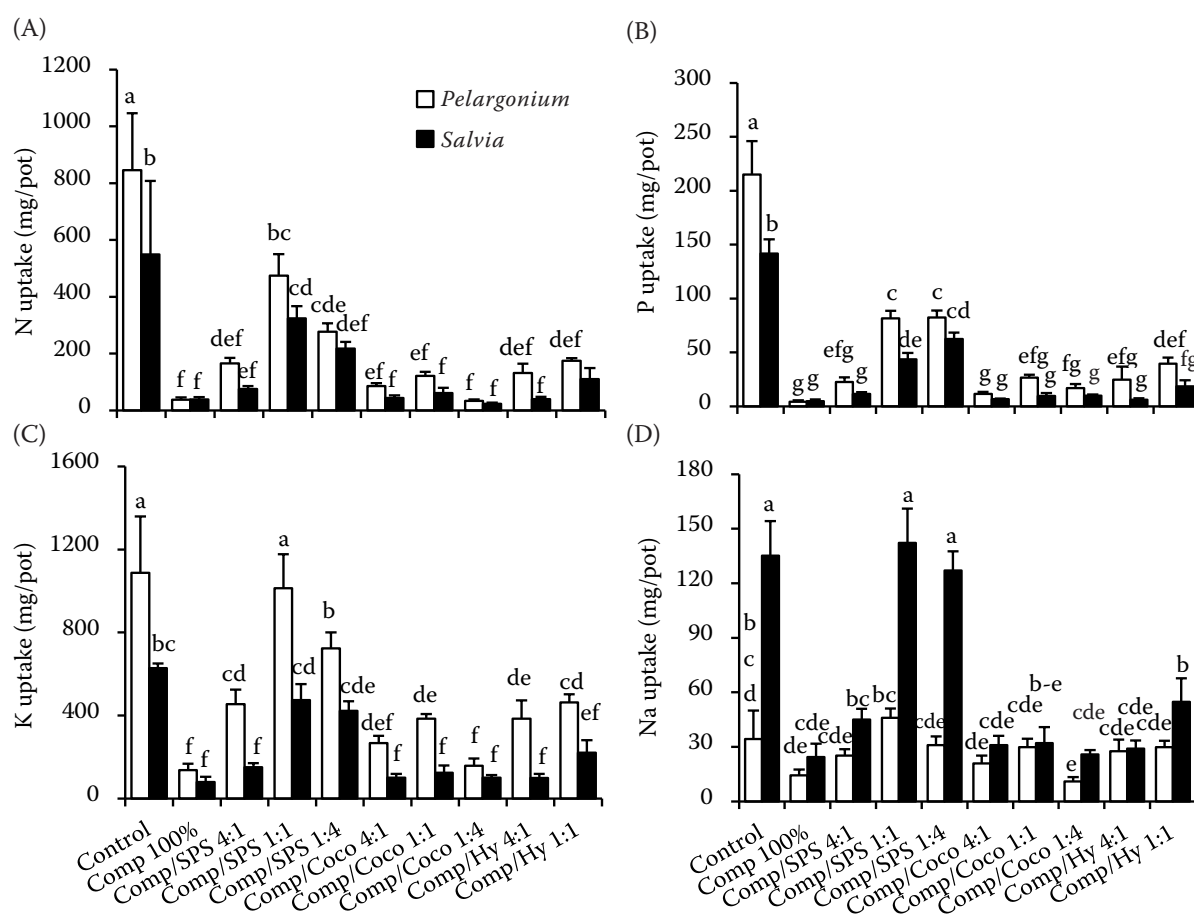 (A)
N uptake (mg/pot)
1200
1000
800
600
400
200
0
Pelargonium
Salvia
a
b
f f
def
ef
bc
cd
cde
def
ef
f
ef
f
f f
def
f
def
(B)
P uptake (mg/pot)
300
250
200
150
100
50
0
a
b
g g
efg
g
c
de
c
cd
g g
efg
g
fg
g
efg
g
def
fg
(C)
K uptake (mg/pot)
1600
1200
800
400
0
a
bc
f f
cd
f
a
cd
b
cde
def
f
de
f
f f
de
f
cd
ef
Control
Comp 100%
Comp/SPS 4:1
Comp/SPS 1:1
Comp/SPS 1:4
Comp/Coco 4:1
Comp/Coco 1:1
Comp/Coco 1:4
Comp/Hy 4:1
Comp/Hy 1:1
(D)
Na uptake (mg/pot)
180
150
120
90
60
30
0
b
c
d
a
de
cde
cde
bc
bc
a
cde
a
de
cde
cde
b-e
e
cde
cde
cde
cde
b
Control
Comp 100%
Comp/SPS 4:1
Comp/SPS 1:1
Comp/SPS 1:4
Comp/Coco 4:1
Comp/Coco 1:1
Comp/Coco 1:4
Comp/Hy 4:1
Comp/Hy 1:1